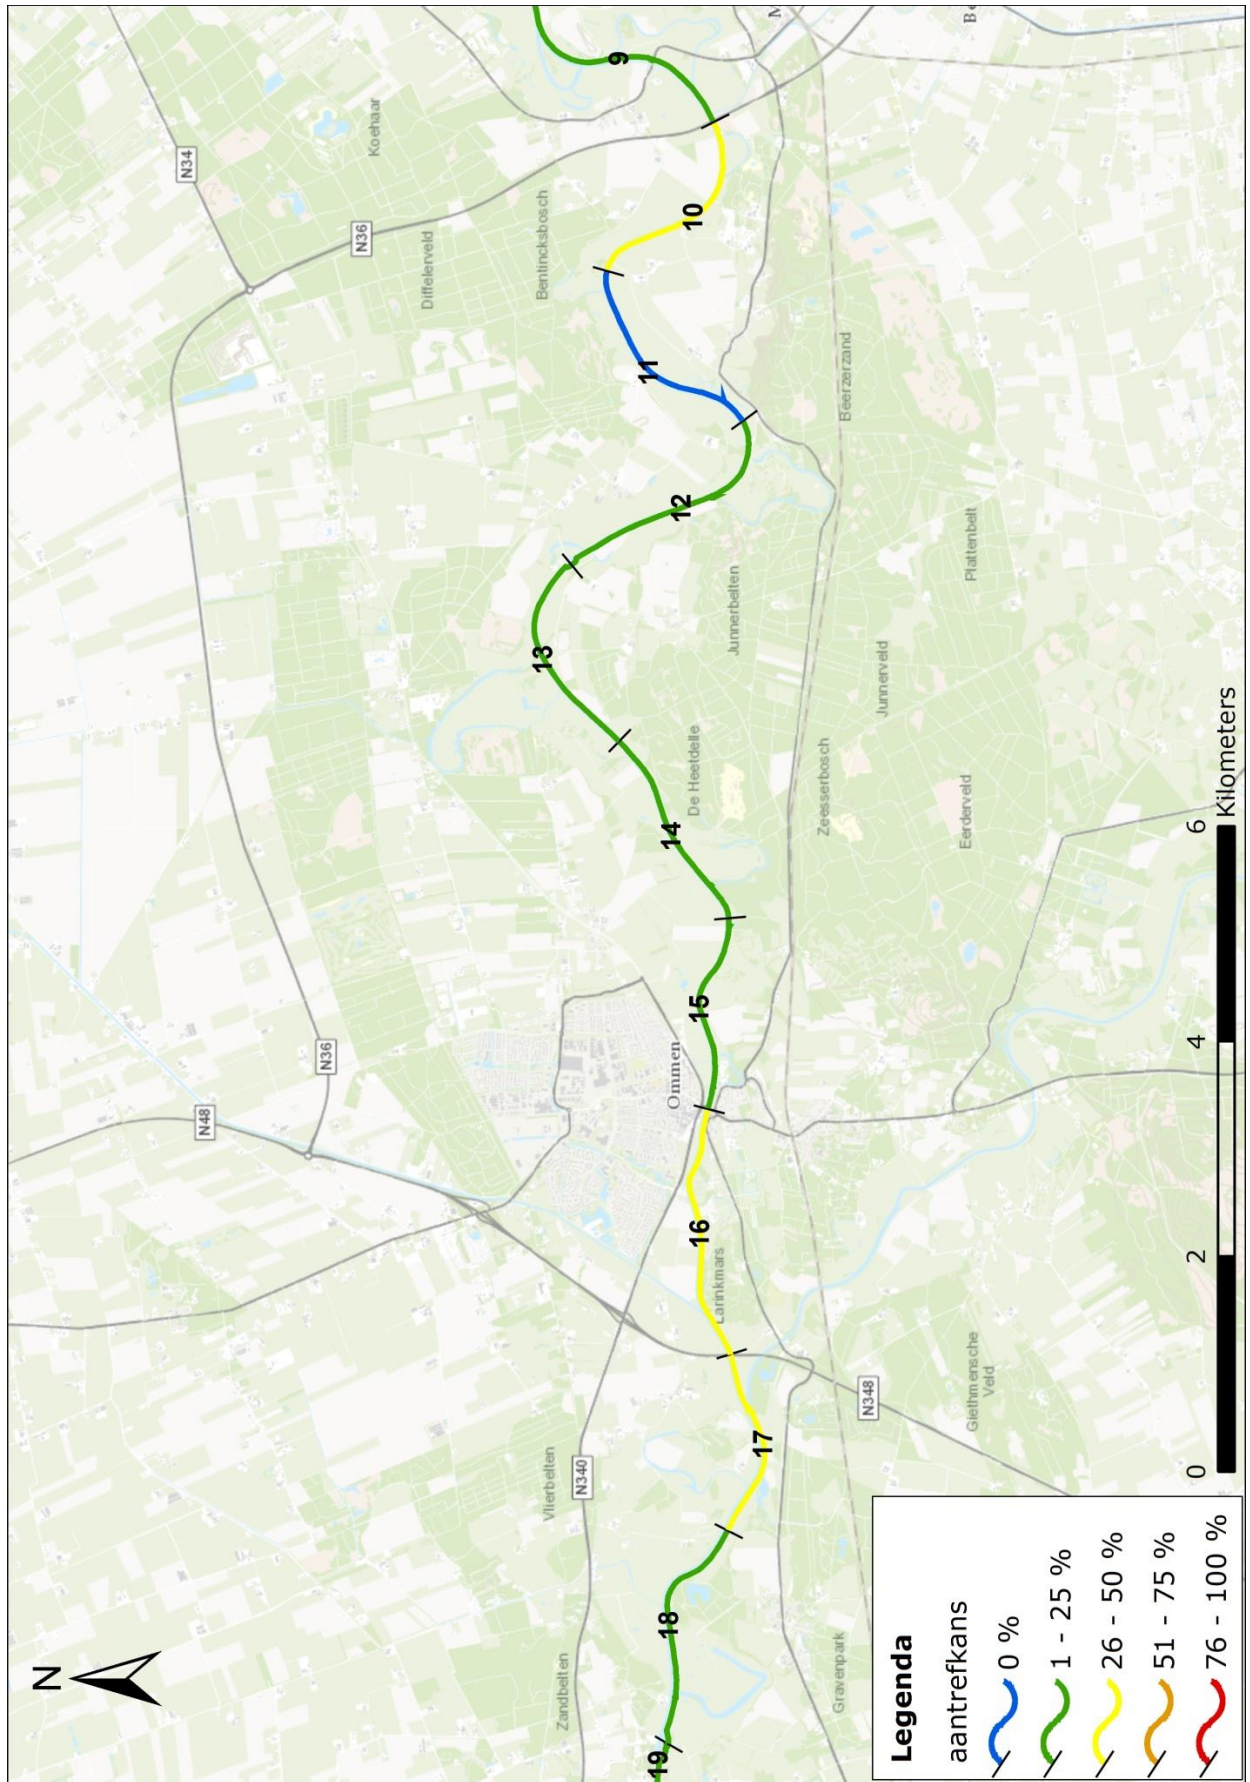 N
N34
N36
Koehaar
Diffelerveld
Bentincksbosch
9
10
11
12
13
14
15
16
17
18
19
Beerzerzand
Junnerbelten
Plattenbelt
Junnerveld
De Heetdelle
Zeesserbosch
Eerderveld
N36
N48
Ommen
Larinkmars
N348
Giethmensche
Veld
Vlierbelten
N340
Zandbelten
Gravenpark
Legenda
aantrefkans
0 %
1 - 25 %
26 - 50 %
51 - 75 %
76 - 100 %
0
2
4
6
Kilometers